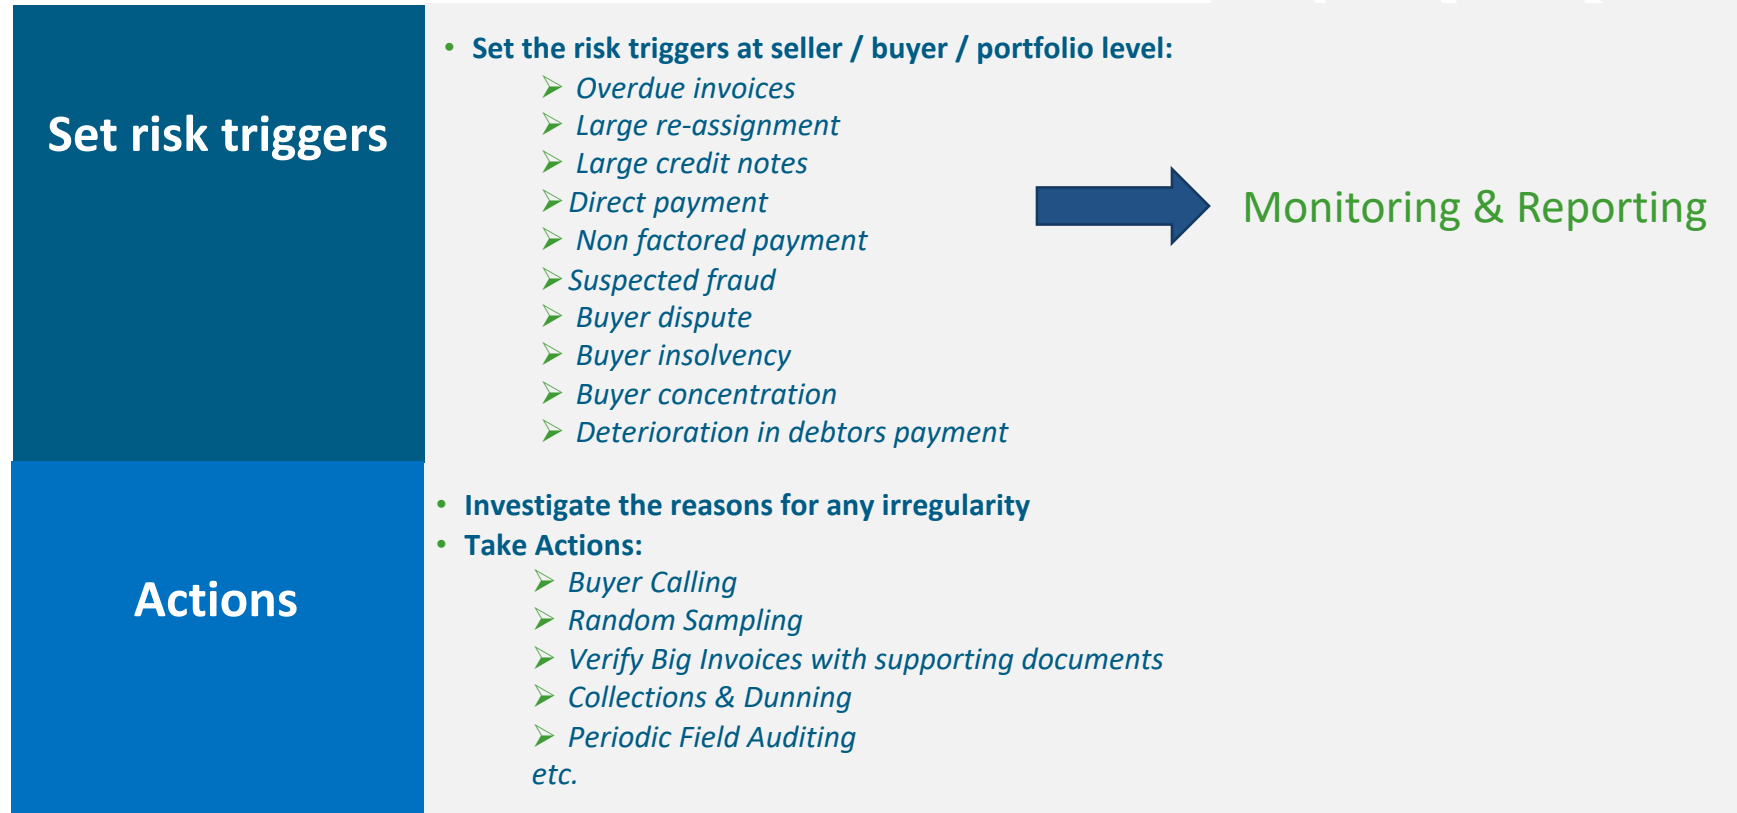 Set risk triggers
• Set the risk triggers at seller / buyer / portfolio level:
➢ Overdue invoices
➢ Large re-assignment
➢ Large credit notes
➢ Direct payment
➢ Non factored payment
➢ Suspected fraud
➢ Buyer dispute
➢ Buyer insolvency
➢ Buyer concentration
➢ Deterioration in debtors payment
Monitoring & Reporting
Actions
• Investigate the reasons for any irregularity
• Take Actions:
➢ Buyer Calling
➢ Random Sampling
➢ Verify Big Invoices with supporting documents
➢ Collections & Dunning
➢ Periodic Field Auditing
etc.